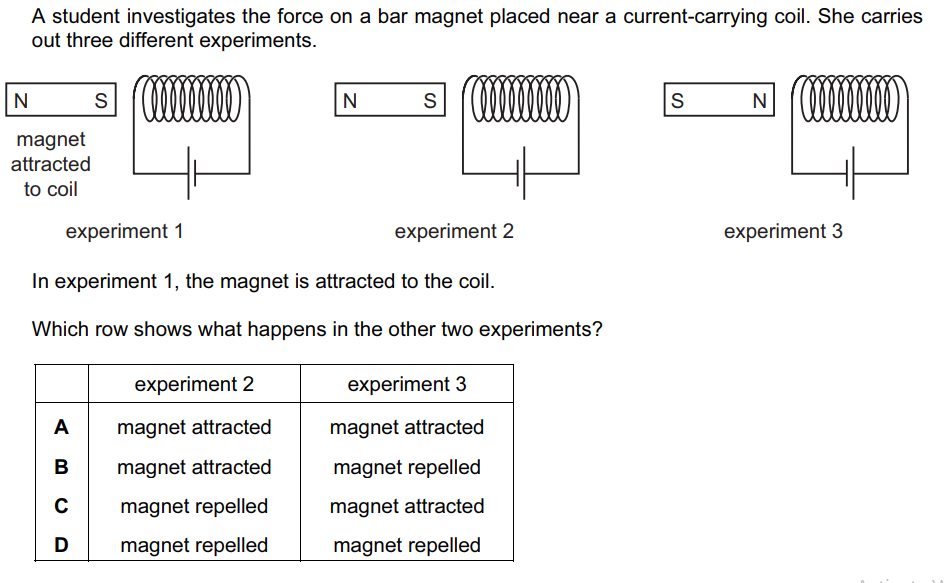 A student investigates the force on a bar magnet placed near a current-carrying coil. She carries
out three different experiments.
N S
magnet
attracted
to coil
experiment 1
N S
experiment 2
S N
experiment 3
In experiment 1, the magnet is attracted to the coil.
Which row shows what happens in the other two experiments?
experiment 2 experiment 3
A magnet attracted magnet attracted
B magnet attracted magnet repelled
C magnet repelled magnet attracted
D magnet repelled magnet repelled